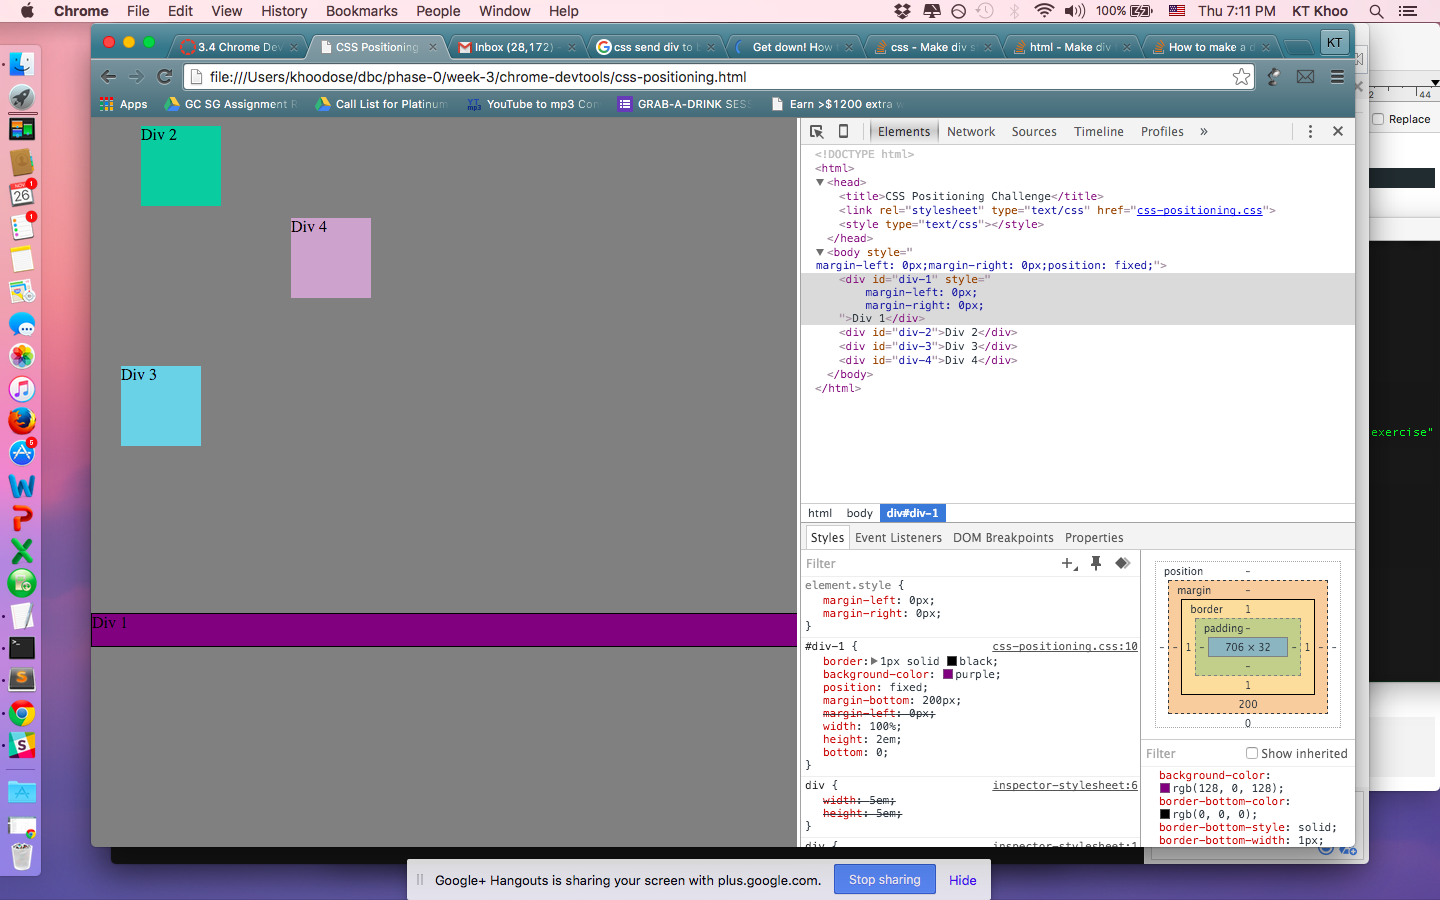 Chrome File Edit View History Bookmarks People Window Help 100% Thu 7:11 PM KT Khoo
3.4 Chrome Dev
CSS Positioning
Inbox (28,172)
css send div to b
Get down! How
css - Make div s
html - Make div
How to make a d
KT
file:///Users/khoodose/dbc/phase-0/week-3/chrome-devtools/css-positioning.html
Apps GC SG Assignment R Call List for Platinum YouTube to mp3 Con GRAB-A-DRINK SES Earn >$1200 extra w
2 44
Replace
Div 2
Div 4
Div 3
Div 1
Elements Network Sources Timeline Profiles »
<!DOCTYPE html>
<html>
<head>
<title>CSS Positioning Challenge</title>
<link rel="stylesheet" type="text/css" href="css-positioning.css">
<style type="text/css"></style>
</head>
<body style="
margin-left: 0px;margin-right: 0px;position: fixed;">
<div id="div-1" style="
margin-left: 0px;
margin-right: 0px;
">Div 1</div>
<div id="div-2">Div 2</div>
<div id="div-3">Div 3</div>
<div id="div-4">Div 4</div>
</body>
</html>
exercise"
html body div#div-1
Styles Event Listeners DOM Breakpoints Properties
Filter
element.style {
margin-left: 0px;
margin-right: 0px;
}
#div-1 { css-positioning.css:10
border: 1px solid black;
background-color: purple;
position: fixed;
margin-bottom: 200px;
margin-left: 0px;
width: 100%;
height: 2em;
bottom: 0;
}
div { inspector-stylesheet:6
width: 5em;
height: 5em;
}
div { inspector-stylesheet:1
position -
margin -
border 1
padding -
- - 1 - 706 × 32 - 1 - -
-
1
200
0
Filter Show inherited
background-color:
rgb(128, 0, 128);
border-bottom-color:
rgb(0, 0, 0);
border-bottom-style: solid;
border-bottom-width: 1px;
NOV
26
1
1
5
Google+ Hangouts is sharing your screen with plus.google.com. Stop sharing Hide